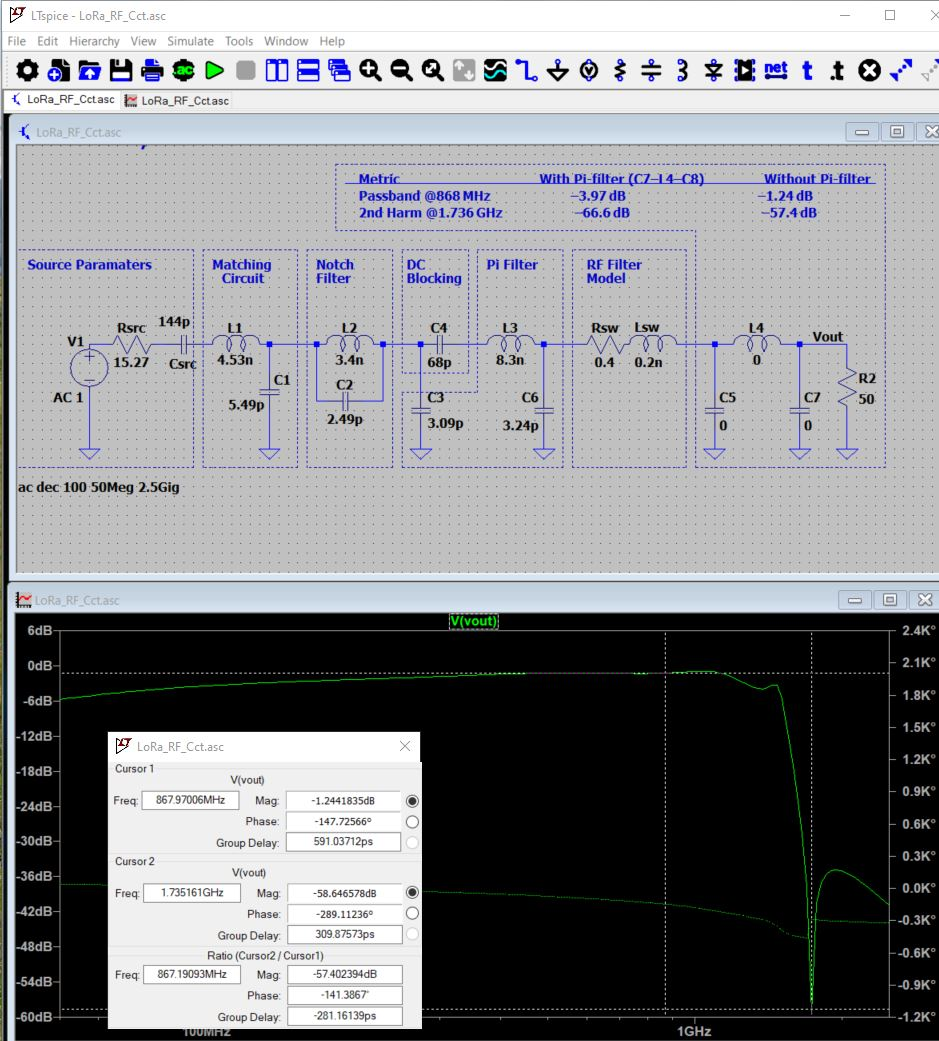 LTspice - LoRa_RF_Cct.asc
File Edit Hierarchy View Simulate Tools Window Help
.ac net t .t
LoRa_RF_Cct.asc LoRa_RF_Cct.asc
LoRa_RF_Cct.asc
Metric With Pi-filter (C7–L4–C8) Without Pi-filter
Passband @868 MHz –3.97 dB –1.24 dB
2nd Harm @1.736 GHz –66.6 dB –57.4 dB
Source Paramaters
Matching
Circuit
Notch
Filter
DC
Blocking
Pi Filter
RF Filter
Model
V1
AC 1
Rsrc
15.27
144p
Csrc
L1
4.53n
C1
5.49p
L2
3.4n
C2
2.49p
C4
68p
C3
3.09p
L3
8.3n
C6
3.24p
Rsw
0.4
Lsw
0.2n
C5
0
L4
0
C7
0
Vout
R2
50
ac dec 100 50Meg 2.5Gig
LoRa_RF_Cct.asc
V(vout)
6dB
0dB
-6dB
-12dB
-18dB
-24dB
-30dB
-36dB
-42dB
-48dB
-54dB
-60dB
2.4K°
2.1K°
1.8K°
1.5K°
1.2K°
0.9K°
0.6K°
0.3K°
0.0K°
-0.3K°
-0.6K°
-0.9K°
-1.2K°
100MHz 1GHz
LoRa_RF_Cct.asc
Cursor 1
V(vout)
Freq: 867.97006MHz Mag: -1.2441835dB
Phase: -147.72566°
Group Delay: 591.03712ps
Cursor 2
V(vout)
Freq: 1.735161GHz Mag: -58.646578dB
Phase: -289.11236°
Group Delay: 309.87573ps
Ratio (Cursor2 / Cursor1)
Freq: 867.19093MHz Mag: -57.402394dB
Phase: -141.3867°
Group Delay: -281.16139ps